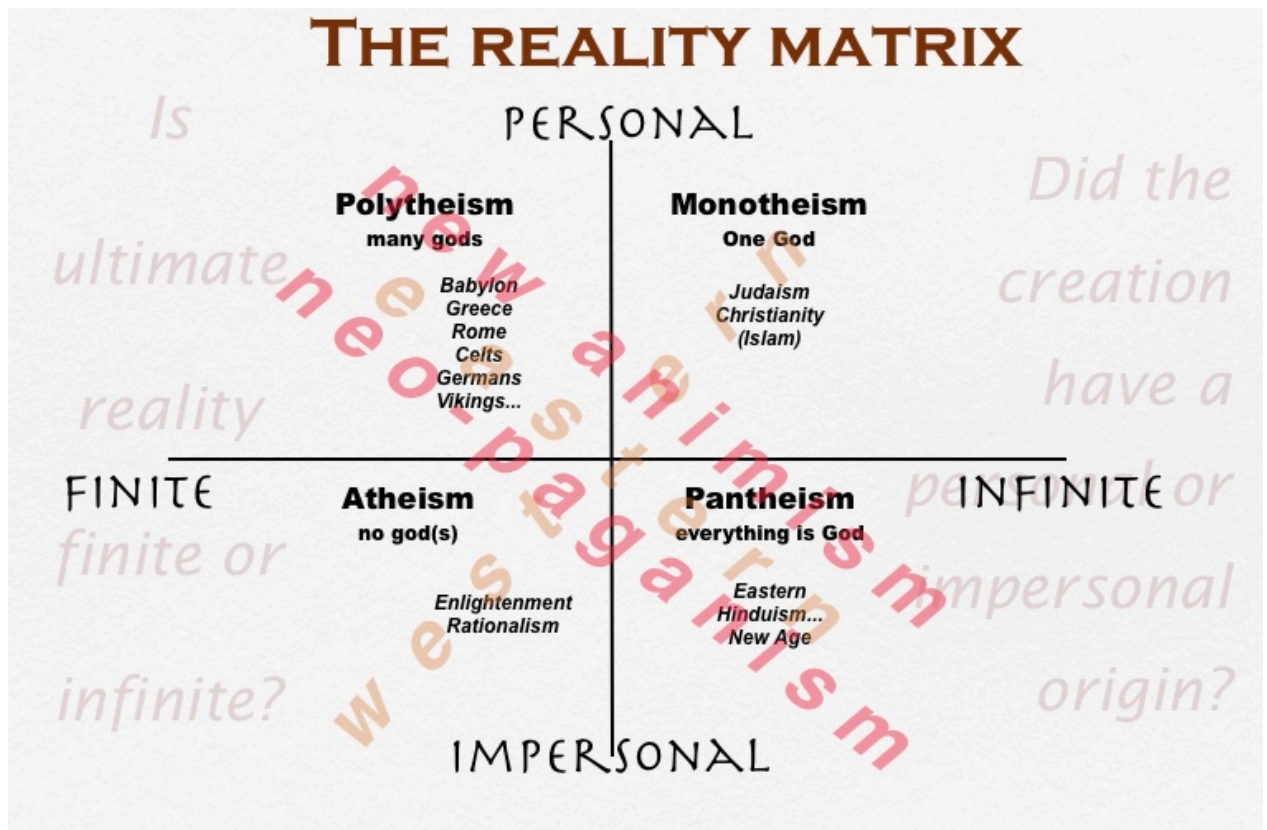 THE REALITY MATRIX
PERSONAL
Is
ultimate
reality
finite or
infinite?
Did the
creation
have a
personal or
impersonal
origin?
Polytheism
many gods
Babylon
Greece
Rome
Celts
Germans
Vikings...
Monotheism
One God
Judaism
Christianity
(Islam)
FINITE
INFINITE
Atheism
no god(s)
Enlightenment
Rationalism
Pantheism
everything is God
Eastern
Hinduism...
New Age
IMPERSONAL
new animism
neo-paganism
eastern
western